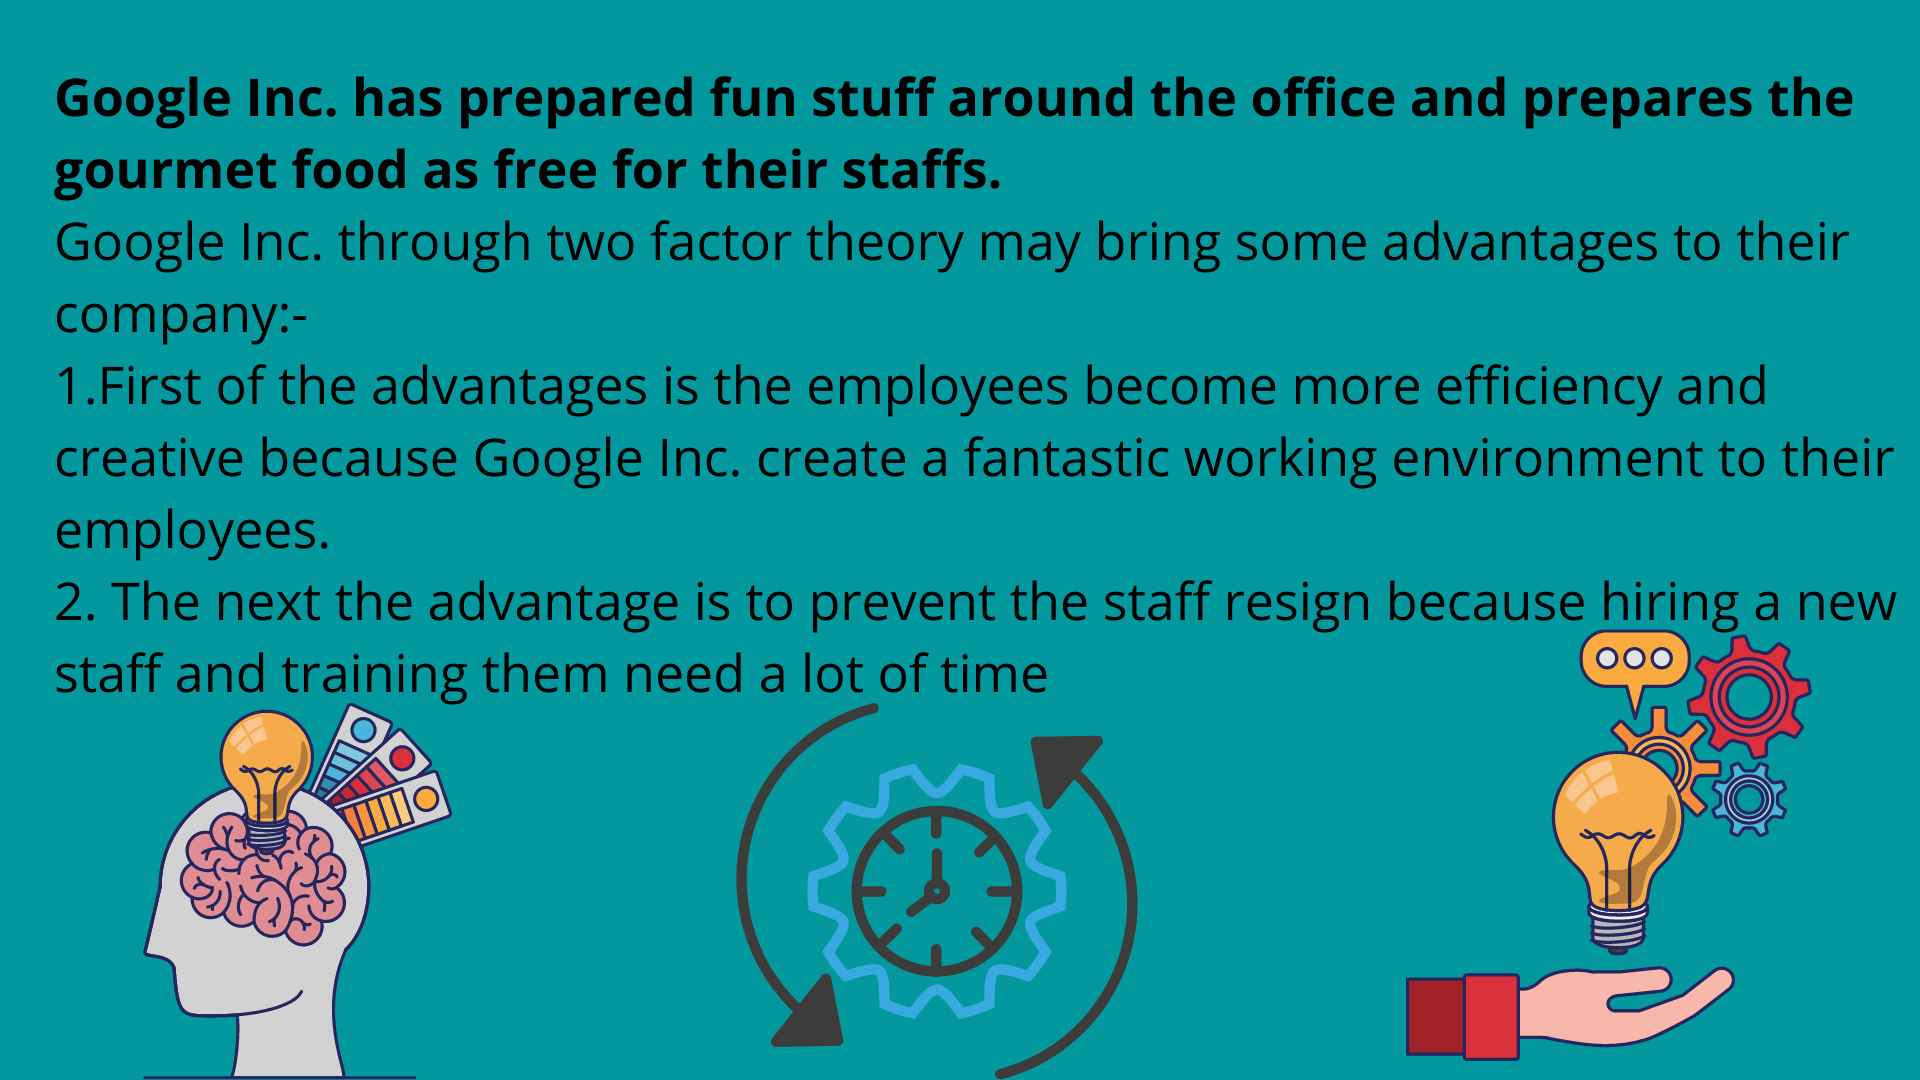 Google Inc. has prepared fun stuff around the office and prepares the
gourmet food as free for their staffs.
Google Inc. through two factor theory may bring some advantages to their
company:-
1.First of the advantages is the employees become more efficiency and
creative because Google Inc. create a fantastic working environment to their
employees.
2. The next the advantage is to prevent the staff resign because hiring a new
staff and training them need a lot of time